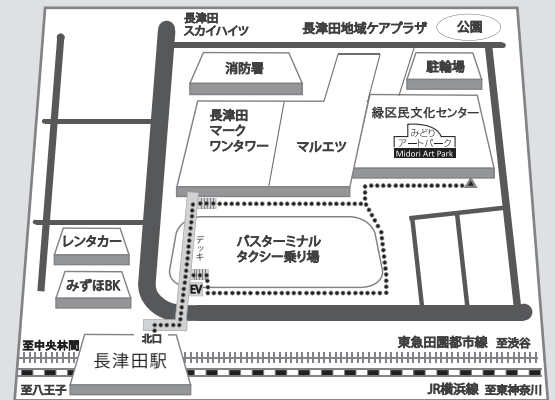 長津田
スカイハイツ
長津田地域ケアプラザ
公園
消防署
駐輪場
長津田
マーク
ワンタワー
マルエツ
緑区民文化センター
みどり
アートパーク
Midori Art Park
レンタカー
みずほBK
デッキ
バスターミナル
タクシー乗り場
EV
北口
至中央林間
長津田駅
東急田園都市線 至渋谷
至八王子
JR横浜線 至東神奈川